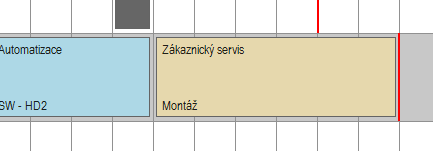 Automatizace
Zákaznický servis
SW - HD2
Montáž